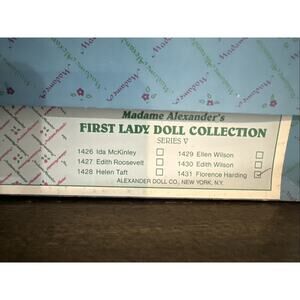 Madame Alexander's
FIRST LADY DOLL COLLECTION
SERIES V
1426 Ida McKinley 1429 Ellen Wilson
1427 Edith Roosevelt 1430 Edith Wilson
1428 Helen Taft 1431 Florence Harding
ALEXANDER DOLL CO., NEW YORK, N.Y.